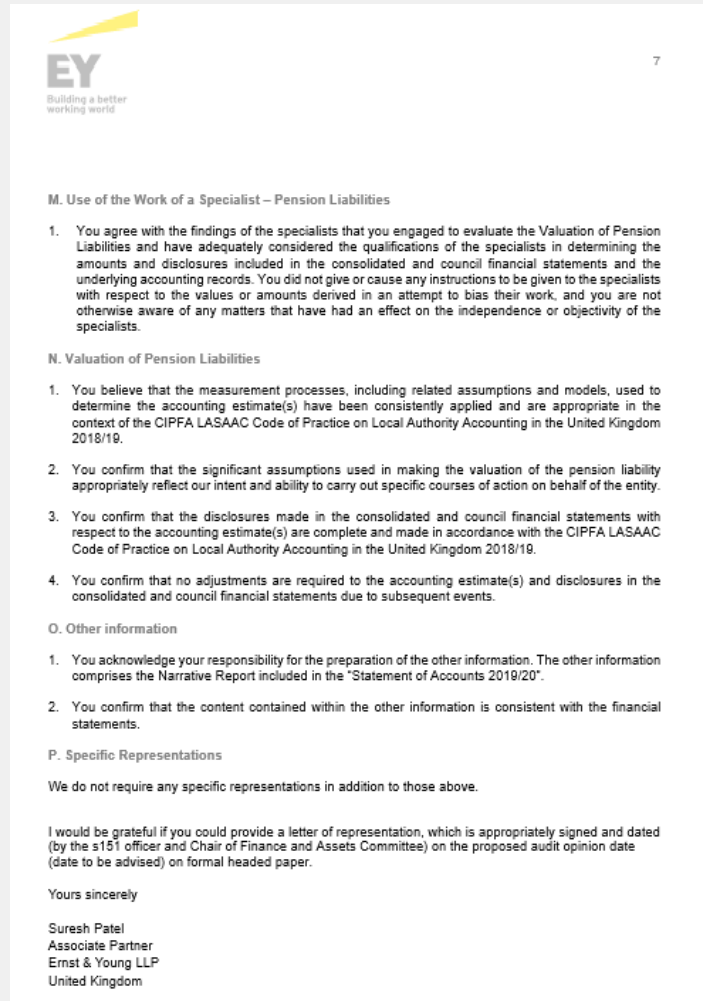 EY
Building a better
working world
7
M. Use of the Work of a Specialist – Pension Liabilities
1. You agree with the findings of the specialists that you engaged to evaluate the Valuation of Pension
Liabilities and have adequately considered the qualifications of the specialists in determining the
amounts and disclosures included in the consolidated and council financial statements and the
underlying accounting records. You did not give or cause any instructions to be given to the specialists
with respect to the values or amounts derived in an attempt to bias their work, and you are not
otherwise aware of any matters that have had an effect on the independence or objectivity of the
specialists.
N. Valuation of Pension Liabilities
1. You believe that the measurement processes, including related assumptions and models, used to
determine the accounting estimate(s) have been consistently applied and are appropriate in the
context of the CIPFA LASAAC Code of Practice on Local Authority Accounting in the United Kingdom
2018/19.
2. You confirm that the significant assumptions used in making the valuation of the pension liability
appropriately reflect our intent and ability to carry out specific courses of action on behalf of the entity.
3. You confirm that the disclosures made in the consolidated and council financial statements with
respect to the accounting estimate(s) are complete and made in accordance with the CIPFA LASAAC
Code of Practice on Local Authority Accounting in the United Kingdom 2018/19.
4. You confirm that no adjustments are required to the accounting estimate(s) and disclosures in the
consolidated and council financial statements due to subsequent events.
O. Other information
1. You acknowledge your responsibility for the preparation of the other information. The other information
comprises the Narrative Report included in the "Statement of Accounts 2019/20".
2. You confirm that the content contained within the other information is consistent with the financial
statements.
P. Specific Representations
We do not require any specific representations in addition to those above.
I would be grateful if you could provide a letter of representation, which is appropriately signed and dated
(by the s151 officer and Chair of Finance and Assets Committee) on the proposed audit opinion date
(date to be advised) on formal headed paper.
Yours sincerely
Suresh Patel
Associate Partner
Ernst & Young LLP
United Kingdom